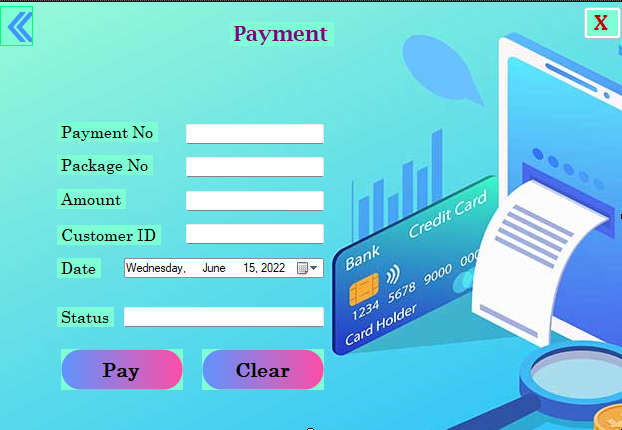 Payment
X
Payment No
Package No
Amount
Customer ID
Date
Wednesday, June 15, 2022
Status
Pay
Clear
Bank
Credit Card
1234 5678 9000 000
Card Holder